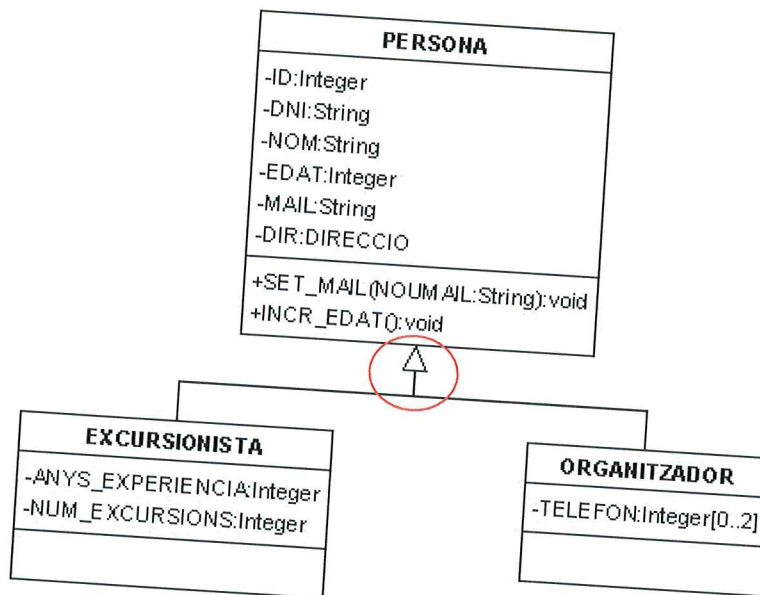 PERSONA
-ID:Integer
-DNI:String
-NOM:String
-EDAT:Integer
-MAIL:String
-DIR:DIRECCIO
+SET_MAIL(NOUMAIL:String):void
+INCR_EDAT():void
EXCURSIONISTA
-ANYS_EXPERIENCIA:Integer
-NUM_EXCURSIONS:Integer
ORGANITZADOR
-TELEFON:Integer[0..2]